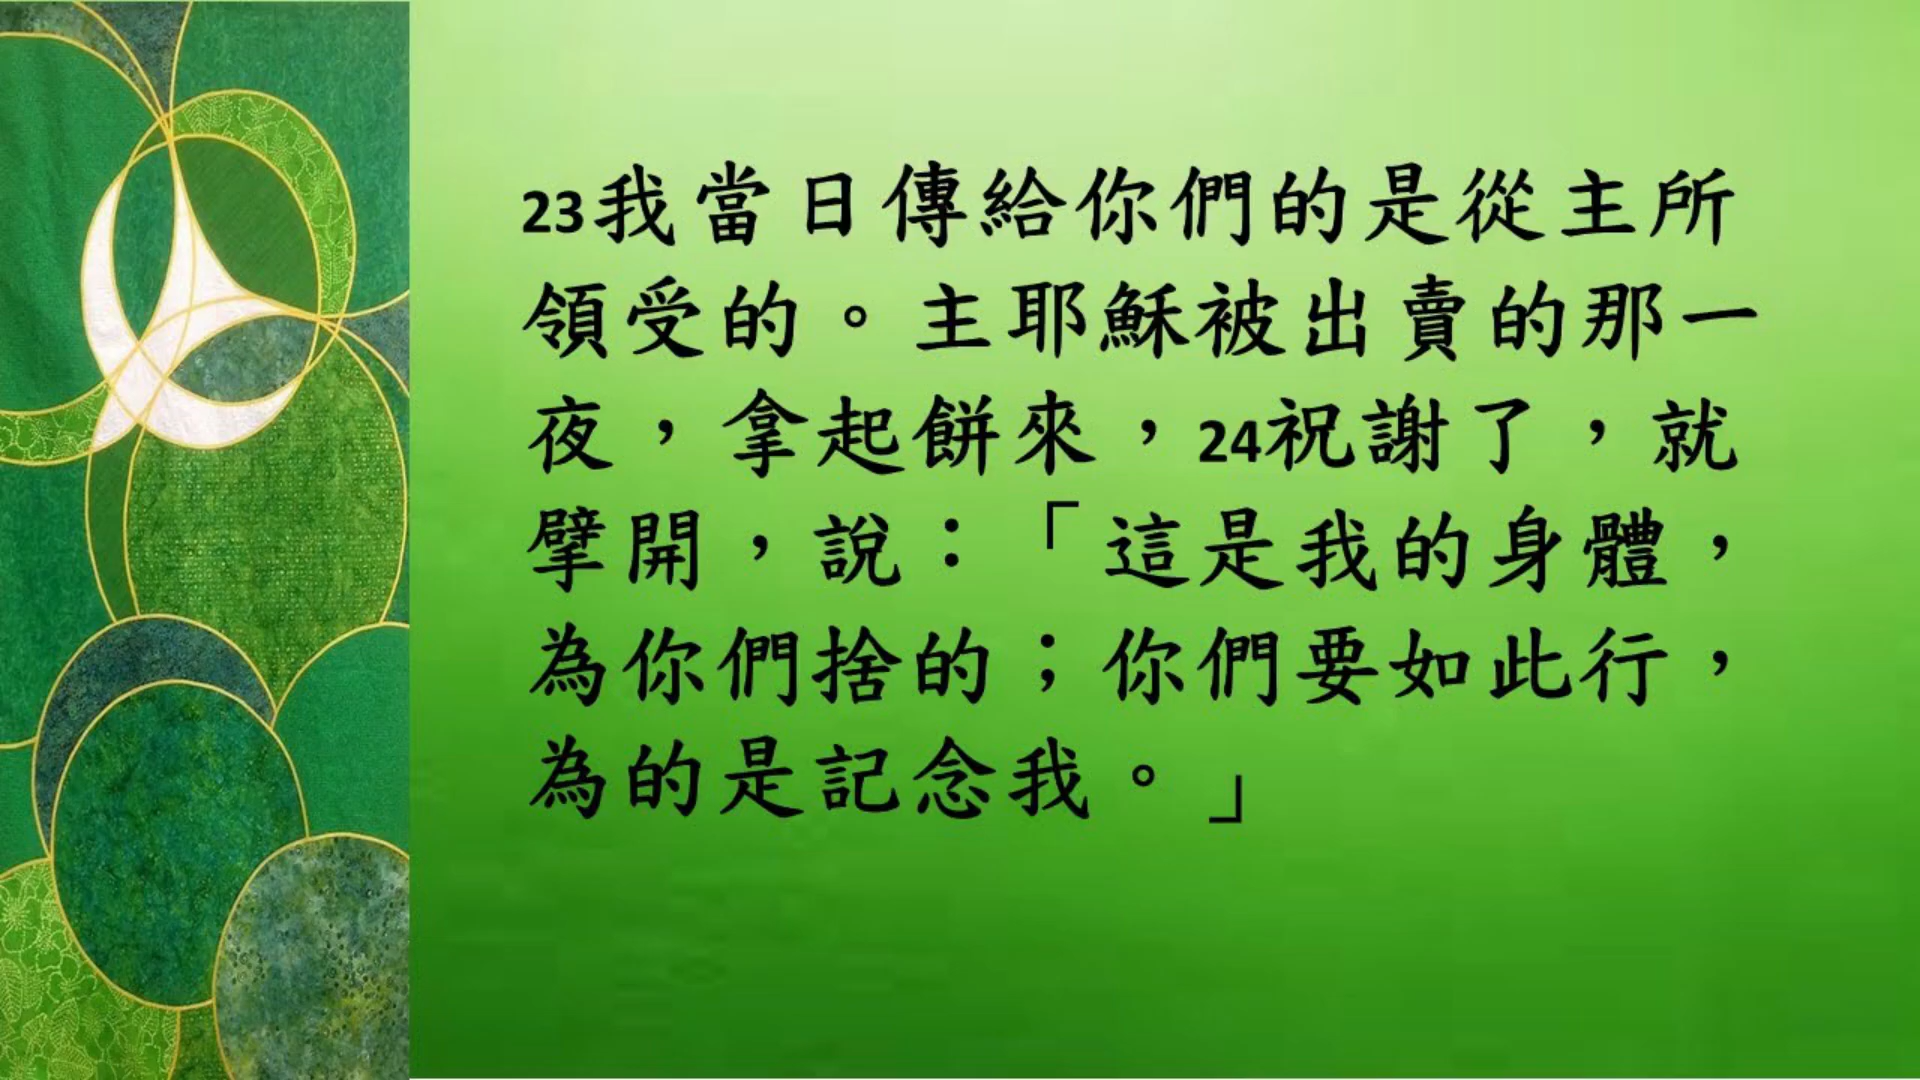 23我當日傳給你們的是從主所
領受的。主耶穌被出賣的那一
夜，拿起餅來，24祝謝了，就
擘開，說：「這是我的身體，
為你們捨的；你們要如此行，
為的是記念我。」